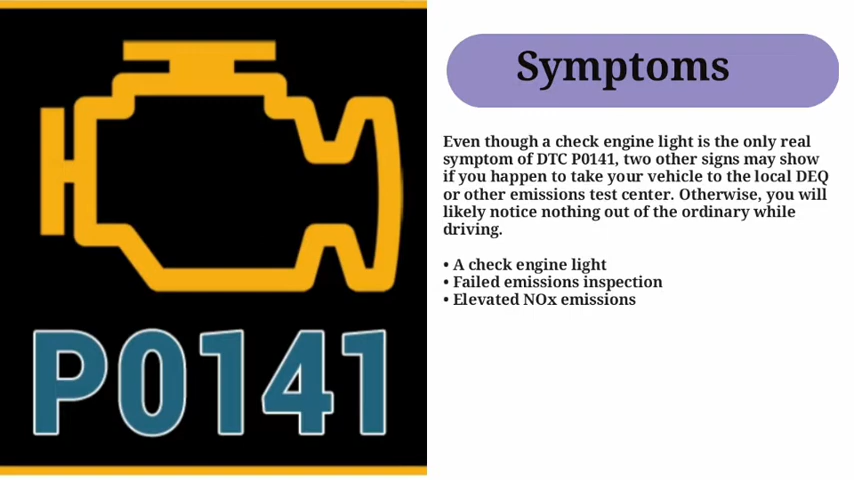 P0141
Symptoms
Even though a check engine light is the only real
symptom of DTC P0141, two other signs may show
if you happen to take your vehicle to the local DEQ
or other emissions test center. Otherwise, you will
likely notice nothing out of the ordinary while
driving.
• A check engine light
• Failed emissions inspection
• Elevated NOx emissions